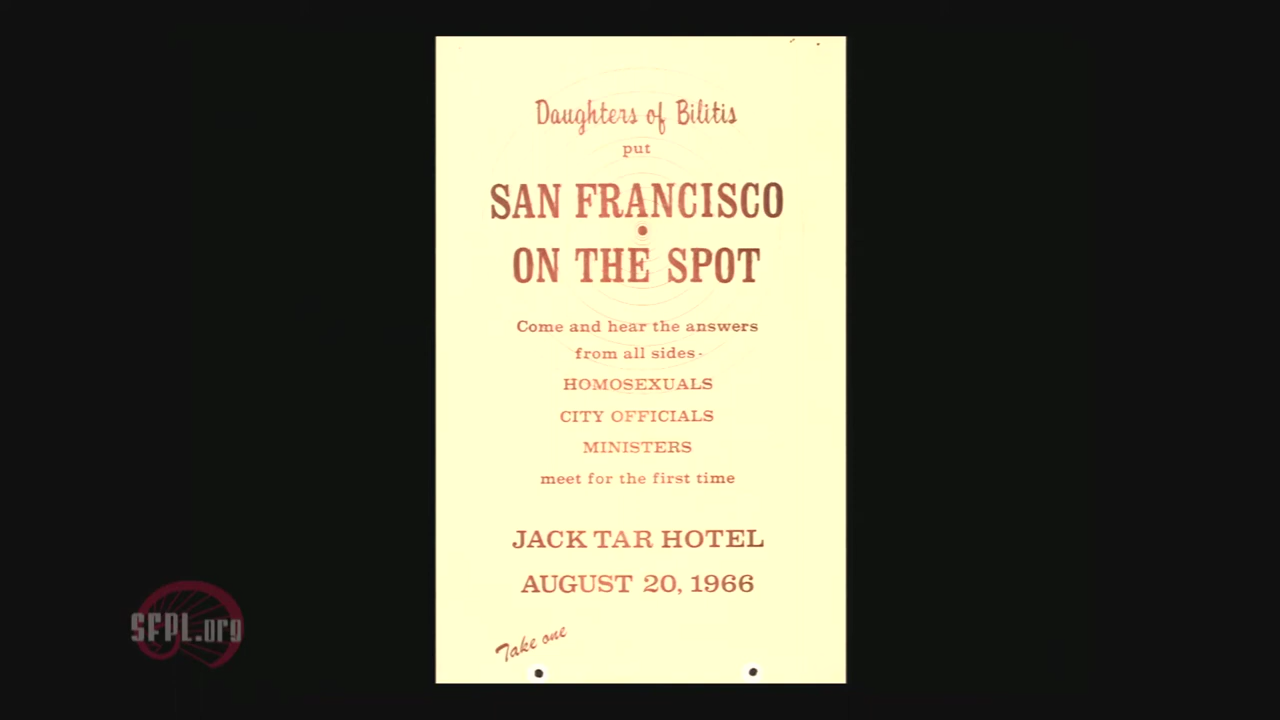 Daughters of Bilitis
put
SAN FRANCISCO
ON THE SPOT
Come and hear the answers
from all sides-
HOMOSEXUALS
CITY OFFICIALS
MINISTERS
meet for the first time
JACK TAR HOTEL
AUGUST 20, 1966
Take one
SFPL.org